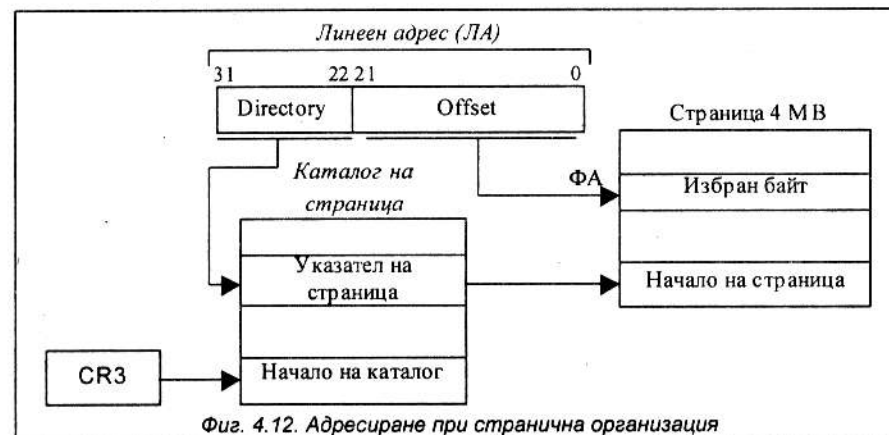 Линеен адрес (ЛА)
31 22 21 0
Directory Offset
Страница 4 МВ
Каталог на
страница
ФА
Избран байт
Указател на
страница
Начало на страница
CR3
Начало на каталог
Фиг. 4.12. Адресиране при странична организация